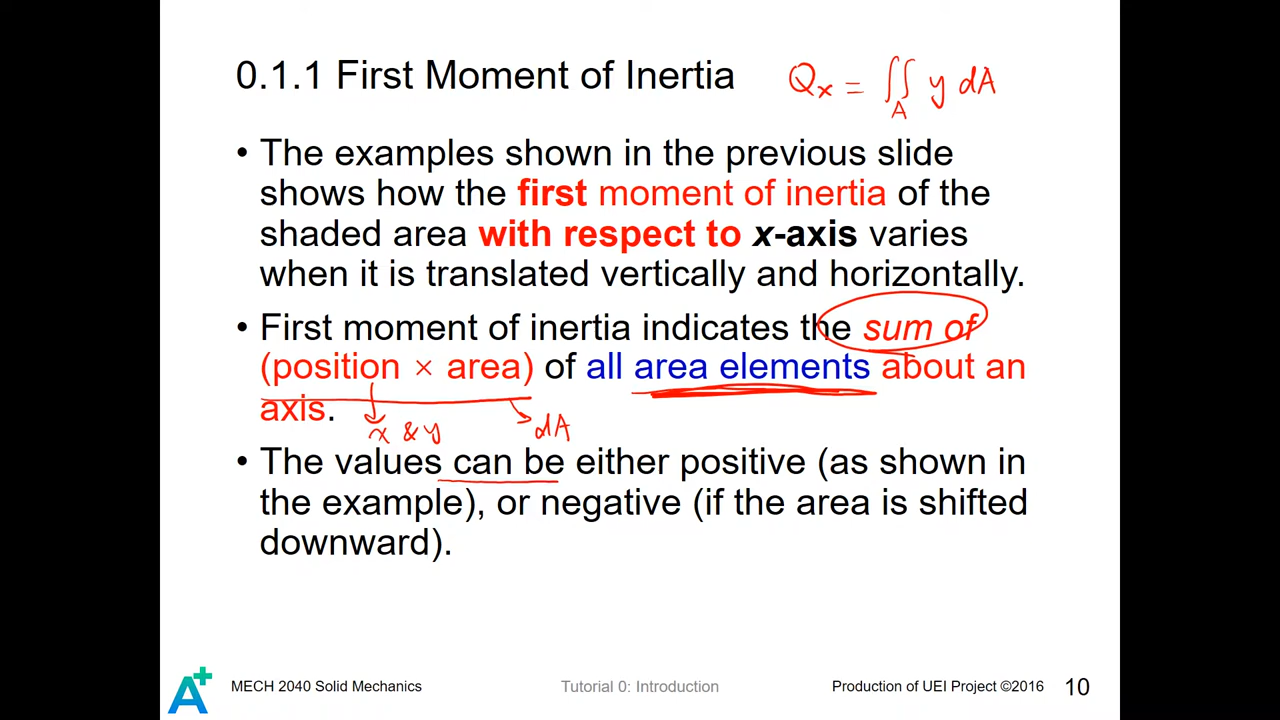 0.1.1 First Moment of Inertia
Qx = ∬A y dA
• The examples shown in the previous slide
shows how the first moment of inertia of the
shaded area with respect to x-axis varies
when it is translated vertically and horizontally.
• First moment of inertia indicates the sum of
(position × area) of all area elements about an
axis.
x & y
dA
• The values can be either positive (as shown in
the example), or negative (if the area is shifted
downward).
A+
MECH 2040 Solid Mechanics
Tutorial 0: Introduction
Production of UEI Project ©2016
10